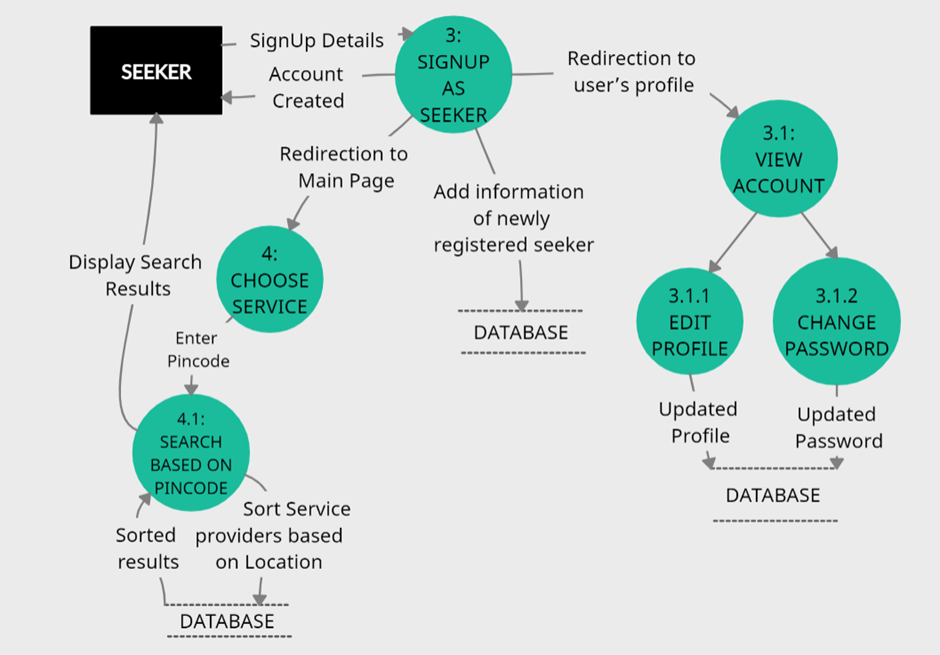 SEEKER
SignUp Details
Account
Created
3:
SIGNUP
AS
SEEKER
Redirection to
user's profile
3.1:
VIEW
ACCOUNT
Redirection to
Main Page
Add information
of newly
registered seeker
4:
CHOOSE
SERVICE
Display Search
Results
3.1.1
EDIT
PROFILE
3.1.2
CHANGE
PASSWORD
DATABASE
Enter
Pincode
Updated
Profile
Updated
Password
4.1:
SEARCH
BASED ON
PINCODE
DATABASE
Sorted
results
Sort Service
providers based
on Location
DATABASE